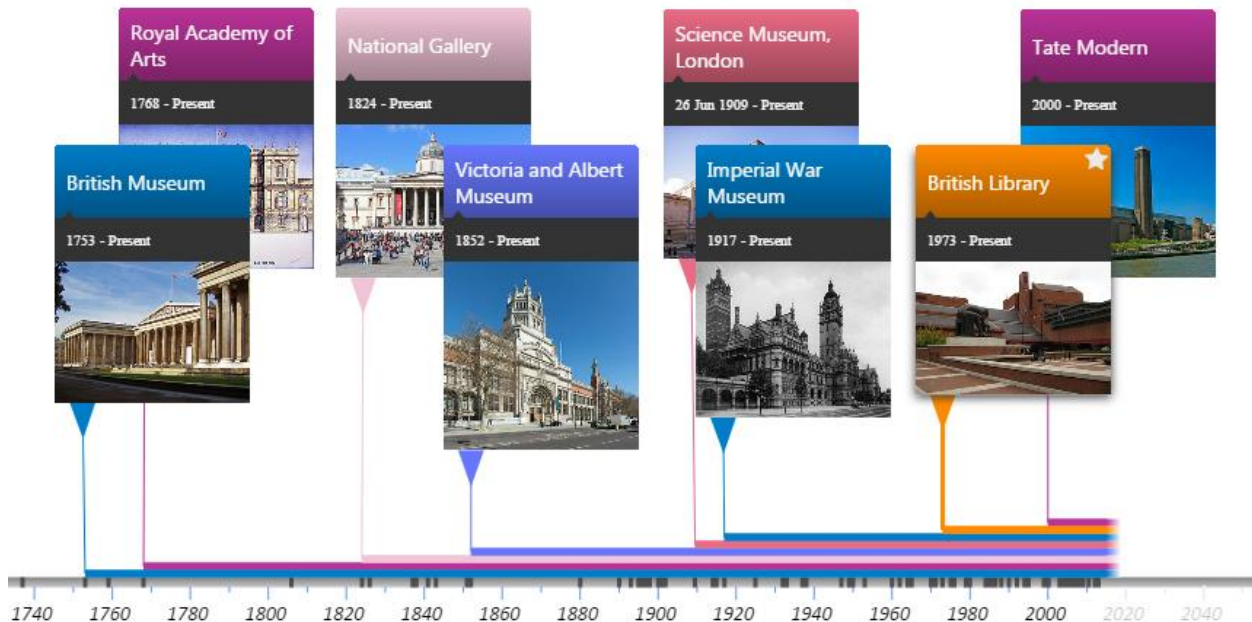 Royal Academy of
Arts
1768 - Present
National Gallery
1824 - Present
Science Museum,
London
26 Jun 1909 - Present
Tate Modern
2000 - Present
British Museum
1753 - Present
Victoria and Albert
Museum
1852 - Present
Imperial War
Museum
1917 - Present
British Library
1973 - Present
1740 1760 1780 1800 1820 1840 1860 1880 1900 1920 1940 1960 1980 2000 2020 2040